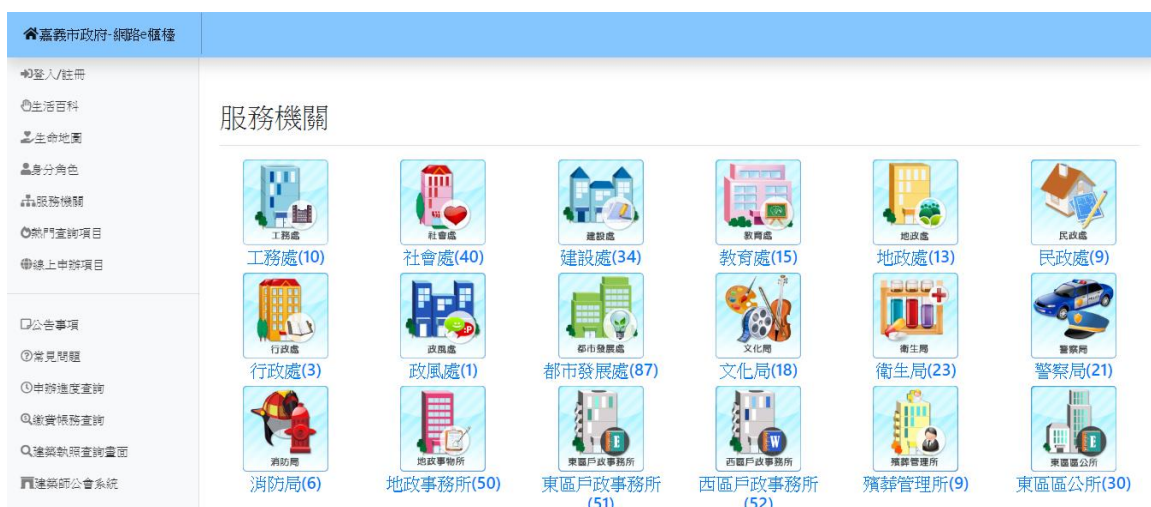 嘉義市政府-網路e櫃檯
登入/註冊
生活百科
生命地圖
身分角色
服務機關
熱門查詢項目
線上申辦項目
公告事項
常見問題
申辦進度查詢
繳費帳務查詢
建築執照查詢畫面
建築師公會系統
服務機關
工務處 社會處 建設處 教育處 地政處 民政處
工務處(10) 社會處(40) 建設處(34) 教育處(15) 地政處(13) 民政處(9)
行政處 政風處 都市發展處 文化局 衛生局 警察局
行政處(3) 政風處(1) 都市發展處(87) 文化局(18) 衛生局(23) 警察局(21)
消防局 地政事務所 東區戶政事務所 西區戶政事務所 殯葬管理所 東區區公所
消防局(6) 地政事務所(50) 東區戶政事務所 西區戶政事務所 殯葬管理所(9) 東區區公所(30)
(51) (52)